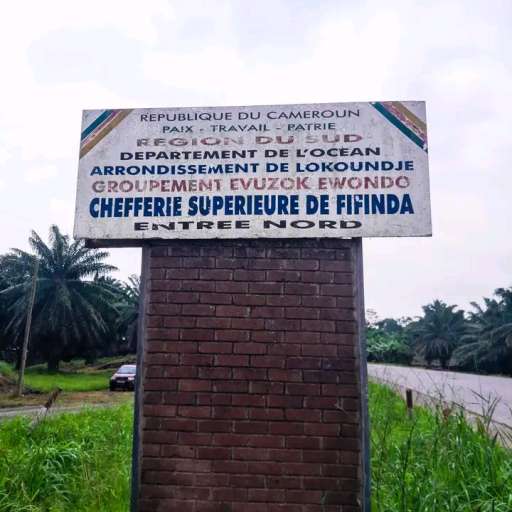 REPUBLIQUE DU CAMEROUN
PAIX - TRAVAIL - PATRIE
REGION DU SUD
DEPARTEMENT DE L'OCEAN
ARRONDISSEMENT DE LOKOUNDJE
GROUPEMENT EVUZOK EWONDO
CHEFFERIE SUPERIEURE DE FIFINDA
ENTREE NORD